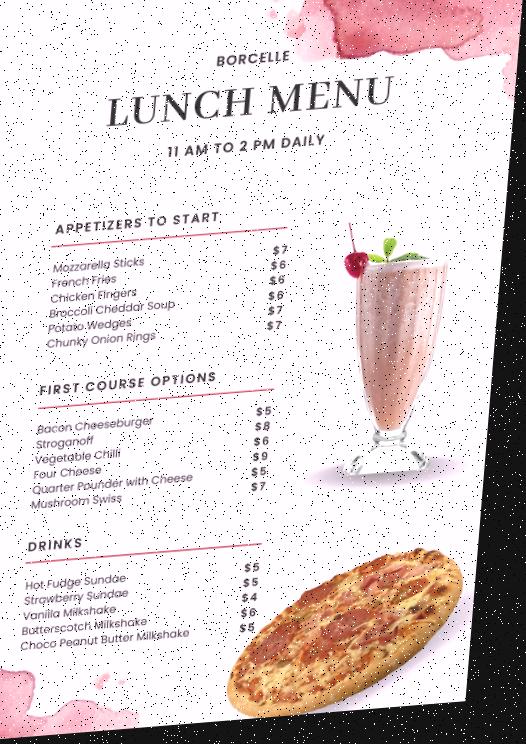 BORCELLE
LUNCH MENU
11 AM TO 2 PM DAILY
APPETIZERS TO START
Mozzarella Sticks $7
French Fries $6
Chicken Fingers $6
Broccoli Cheddar Soup $6
Potato Wedges $7
Chunky Onion Rings $7
FIRST COURSE OPTIONS
Bacon Cheeseburger $5
Stroganoff $8
Vegetable Chilli $6
Four Cheese $9
Quarter Pounder with Cheese $5
Mustroom Swiss $7
DRINKS
Hot Fudge Sundae $5
Strawberry Sundae $5
Vanilla Milkshake $4
Butterscotch Milkshake $6
Choco Peanut Butter Milkshake $5